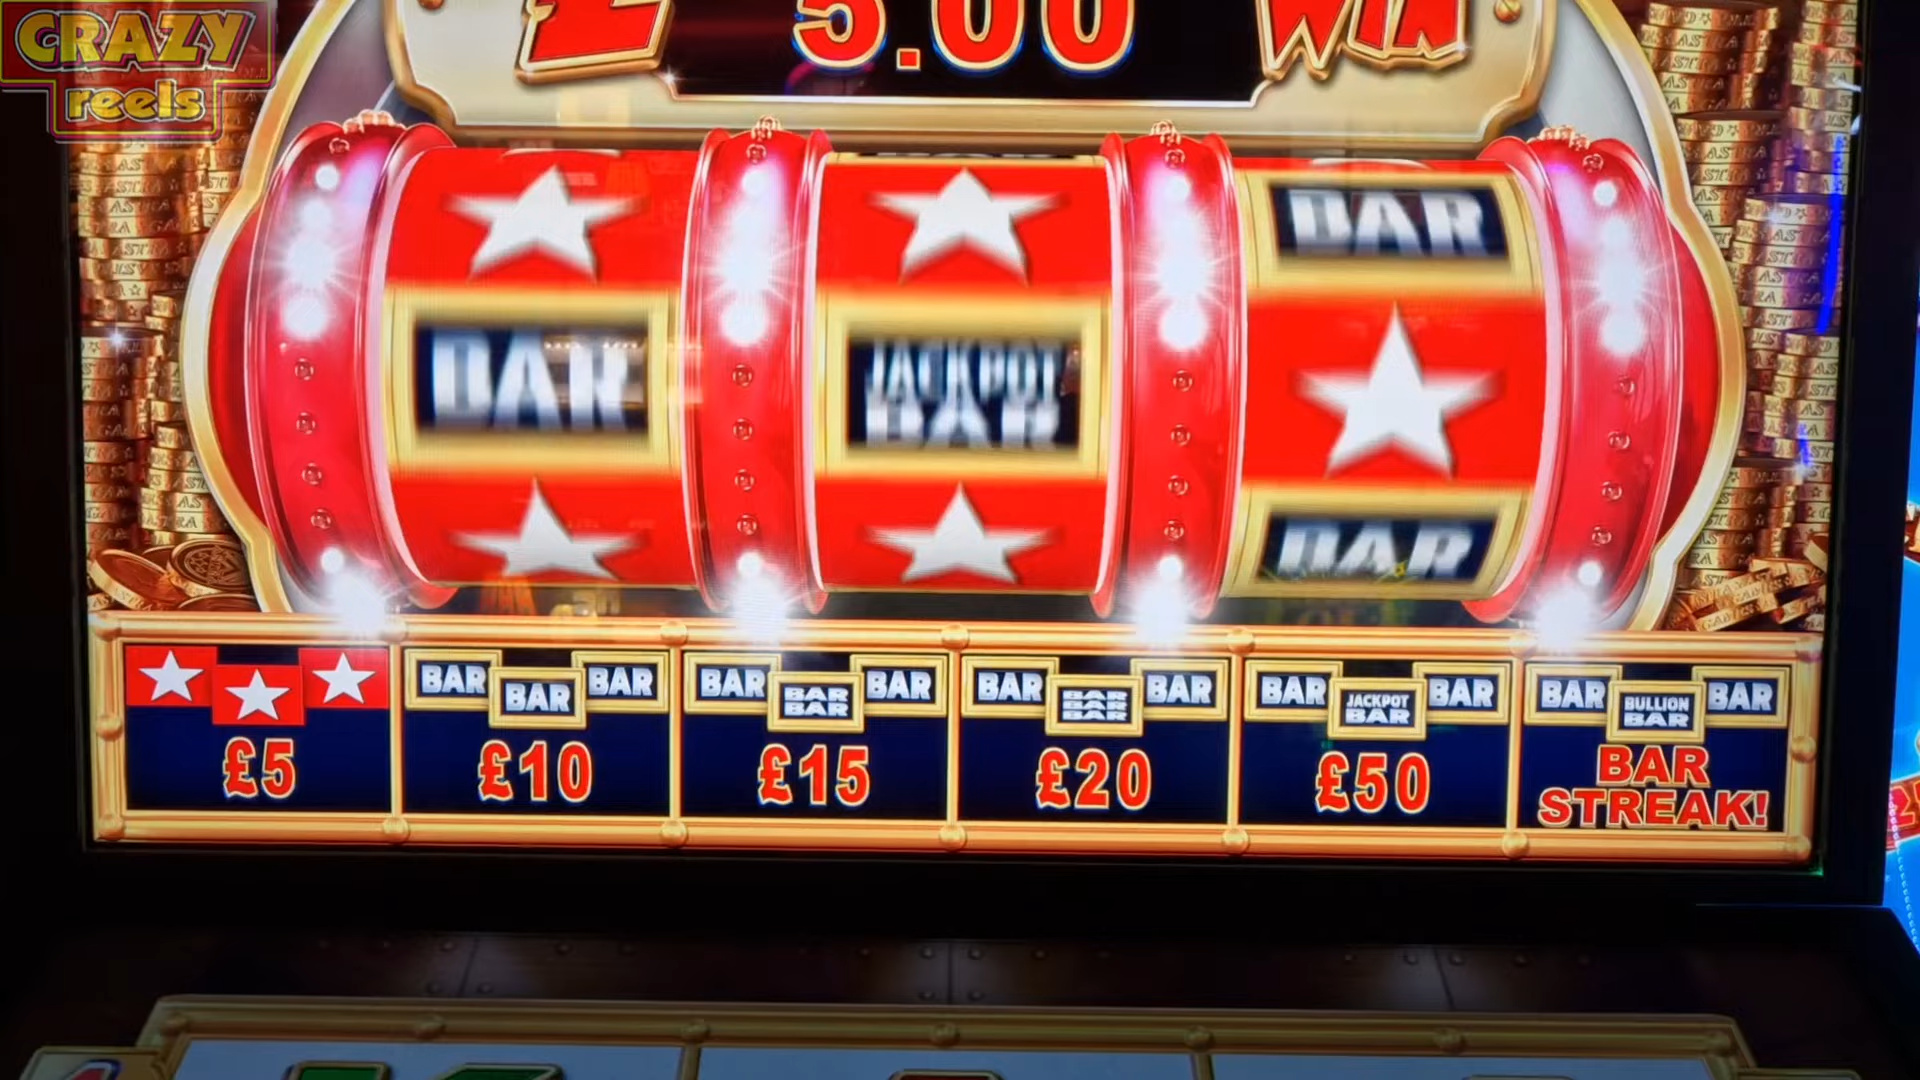 CRAZY
reels
£ 5.00 WIN
BAR
BAR
JACKPOT
BAR
BAR
BAR BAR BAR
£5
£10
BAR BAR BAR BAR
£15
BAR BAR BAR BAR BAR
£20
BAR JACKPOT BAR BAR
£50
BAR BULLION BAR BAR
BAR
STREAK!